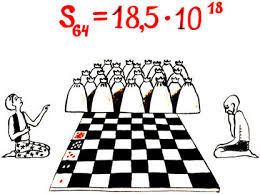 S₆₄ = 18,5 · 10¹⁸